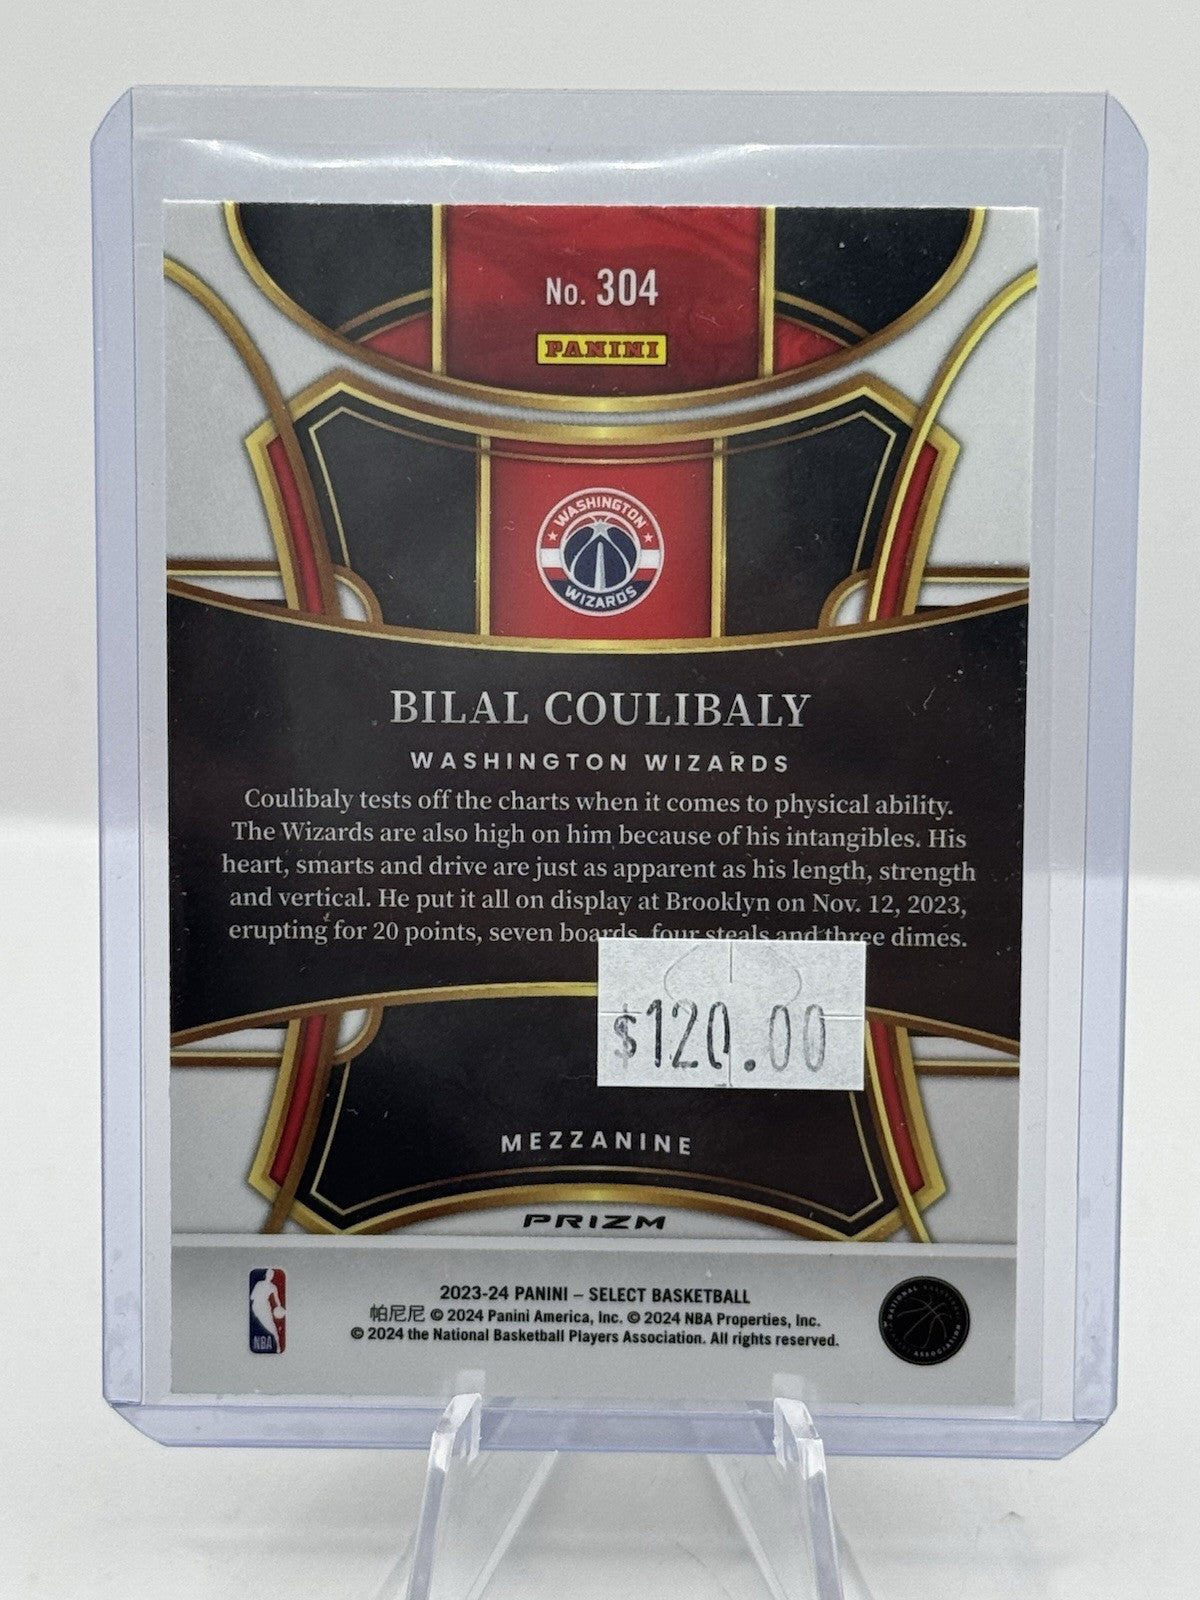 No. 304
PANINI
WASHINGTON
WIZARDS
BILAL COULIBALY
WASHINGTON WIZARDS
Coulibaly tests off the charts when it comes to physical ability.
The Wizards are also high on him because of his intangibles. His
heart, smarts and drive are just as apparent as his length, strength
and vertical. He put it all on display at Brooklyn on Nov. 12, 2023,
erupting for 20 points, seven boards, four steals and three dimes.
$120.00
MEZZANINE
PRIZM
NBA
2023-24 PANINI – SELECT BASKETBALL
帕尼尼 © 2024 Panini America, Inc. © 2024 NBA Properties, Inc.
© 2024 the National Basketball Players Association. All rights reserved.
NATIONAL BASKETBALL
PLAYERS ASSOCIATION